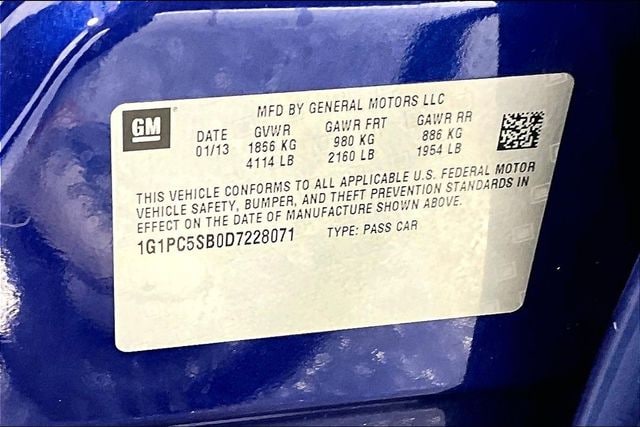 MFD BY GENERAL MOTORS LLC
GM DATE GVWR GAWR FRT GAWR RR
01/13 1866 KG 980 KG 886 KG
4114 LB 2160 LB 1954 LB
THIS VEHICLE CONFORMS TO ALL APPLICABLE U.S. FEDERAL MOTOR
VEHICLE SAFETY, BUMPER, AND THEFT PREVENTION STANDARDS IN
EFFECT ON THE DATE OF MANUFACTURE SHOWN ABOVE.
1G1PC5SB0D7228071 TYPE: PASS CAR